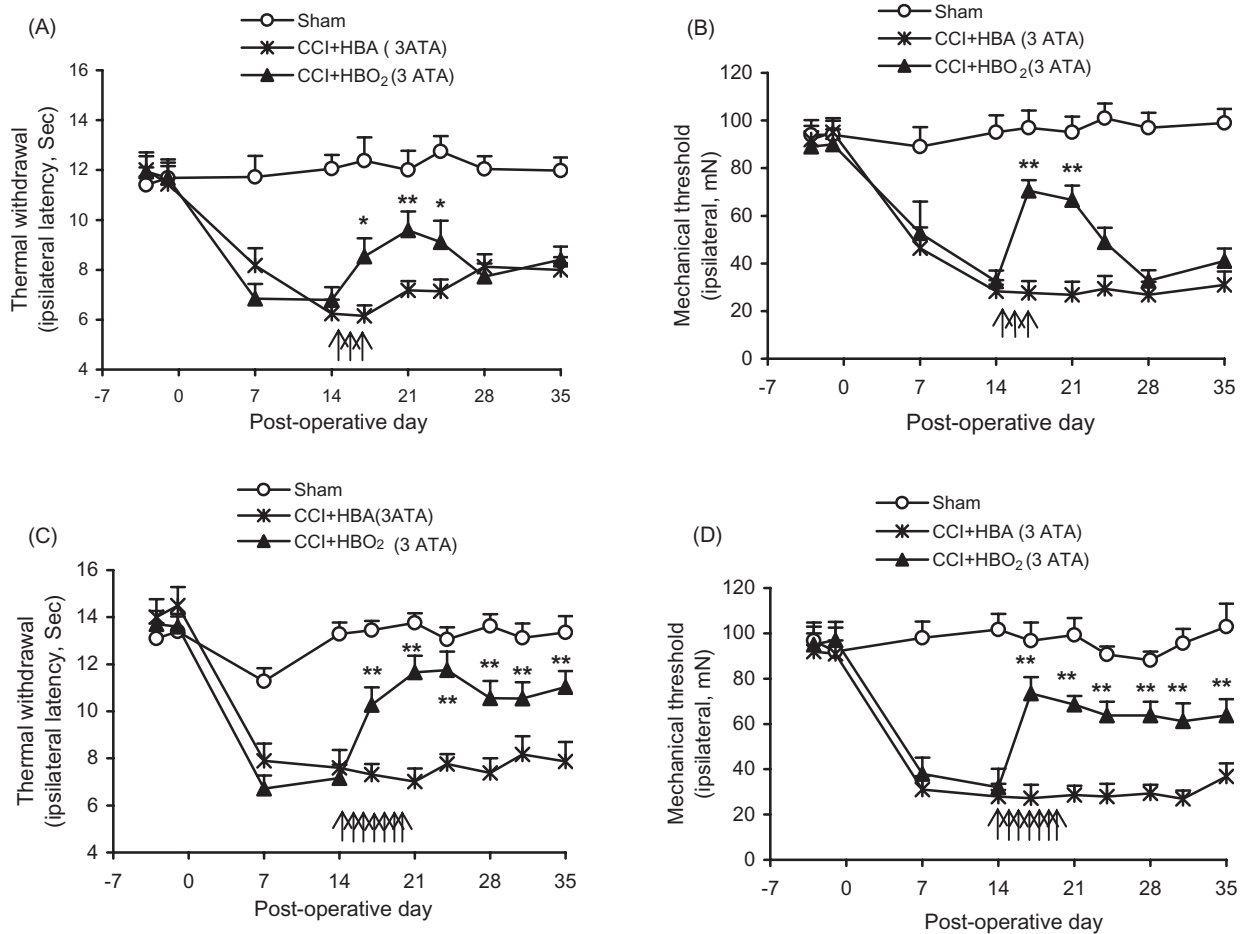 (A)
Sham
CCI+HBA ( 3ATA)
CCI+HBO2 (3 ATA)
Thermal withdrawal
(ipsilateral latency, Sec)
16
14
12
10
8
6
4
* ** *
-7 0 7 14 21 28 35
Post-operative day
(B)
Sham
CCI+HBA (3 ATA)
CCI+HBO2(3 ATA)
Mechanical threshold
(ipsilateral, mN)
120
100
80
60
40
20
0
** **
-7 0 7 14 21 28 35
Post-operative day
(C)
Sham
CCI+HBA(3ATA)
CCI+HBO2 (3 ATA)
Thermal withdrawal
(ipsilateral latency, Sec)
16
14
12
10
8
6
4
** ** ** ** ** **
-7 0 7 14 21 28 35
Post-operative day
(D)
Sham
CCI+HBA (3 ATA)
CCI+HBO2 (3 ATA)
Mechanical threshold
(ipsilateral, mN)
120
100
80
60
40
20
0
** ** ** ** ** **
-7 0 7 14 21 28 35
Post-operative day